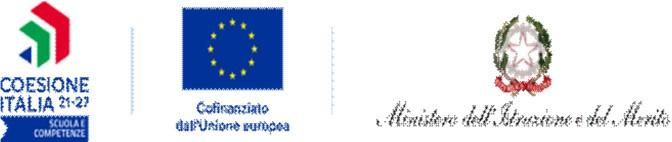 COESIONE
ITALIA 21-27
SCUOLA E
COMPETENZE
Cofinanziato
dall'Unione europea
Ministero dell'Istruzione e del Merito